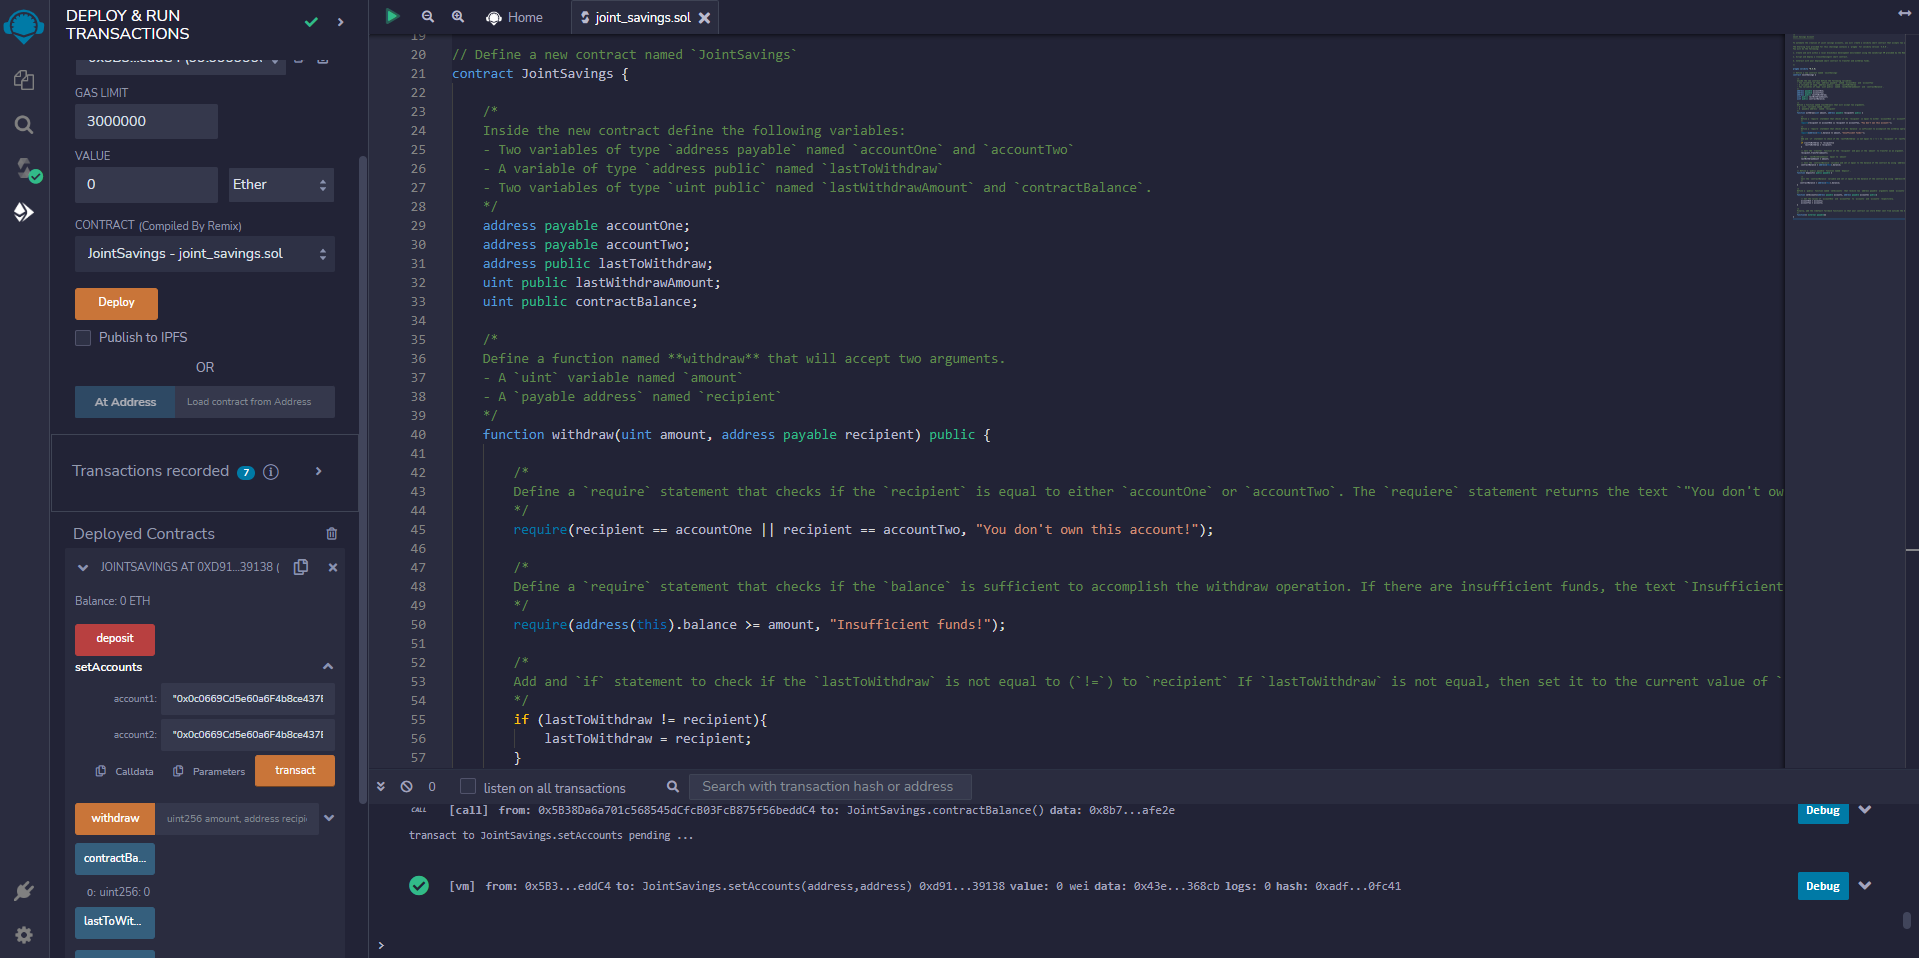 DEPLOY & RUN
TRANSACTIONS
GAS LIMIT
3000000
VALUE
0
Ether
CONTRACT (Compiled By Remix)
JointSavings - joint_savings.sol
Deploy
Publish to IPFS
OR
At Address
Load contract from Address
Transactions recorded 7
Deployed Contracts
JOINTSAVINGS AT 0XD91...39138 (
Balance: 0 ETH
deposit
setAccounts
account1: "0x0c0669Cd5e60a6F4b8ce437E
account2: "0x0c0669Cd5e60a6F4b8ce437E
Calldata
Parameters
transact
withdraw
uint256 amount, address recipi
contractBa...
0: uint256: 0
lastToWit...
Home
joint_savings.sol
19
20 // Define a new contract named `JointSavings`
21 contract JointSavings {
22
23 /*
24 Inside the new contract define the following variables:
25 - Two variables of type `address payable` named `accountOne` and `accountTwo`
26 - A variable of type `address public` named `lastToWithdraw`
27 - Two variables of type `uint public` named `lastWithdrawAmount` and `contractBalance`.
28 */
29 address payable accountOne;
30 address payable accountTwo;
31 address public lastToWithdraw;
32 uint public lastWithdrawAmount;
33 uint public contractBalance;
34
35 /*
36 Define a function named **withdraw** that will accept two arguments.
37 - A `uint` variable named `amount`
38 - A `payable address` named `recipient`
39 */
40 function withdraw(uint amount, address payable recipient) public {
41
42 /*
43 Define a `require` statement that checks if the `recipient` is equal to either `accountOne` or `accountTwo`. The `requiere` statement returns the text `"You don't ow
44 */
45 require(recipient == accountOne || recipient == accountTwo, "You don't own this account!");
46
47 /*
48 Define a `require` statement that checks if the `balance` is sufficient to accomplish the withdraw operation. If there are insufficient funds, the text `Insufficient
49 */
50 require(address(this).balance >= amount, "Insufficient funds!");
51
52 /*
53 Add and `if` statement to check if the `lastToWithdraw` is not equal to (`!=`) to `recipient` If `lastToWithdraw` is not equal, then set it to the current value of `
54 */
55 if (lastToWithdraw != recipient){
56 lastToWithdraw = recipient;
57 }
0
listen on all transactions
Search with transaction hash or address
CALL [call] from: 0x5B38Da6a701c568545dCfcB03FcB875f56beddC4 to: JointSavings.contractBalance() data: 0x8b7...afe2e
Debug
transact to JointSavings.setAccounts pending ...
[vm] from: 0x5B3...eddC4 to: JointSavings.setAccounts(address,address) 0xd91...39138 value: 0 wei data: 0x43e...368cb logs: 0 hash: 0xadf...0fc41
Debug
>